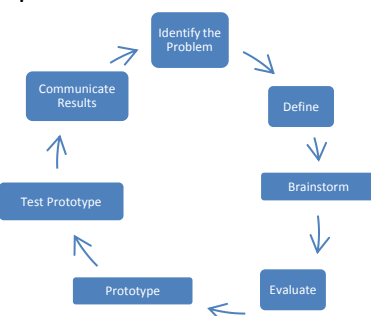 Identify the
Problem
Define
Brainstorm
Evaluate
Prototype
Test Prototype
Communicate
Results